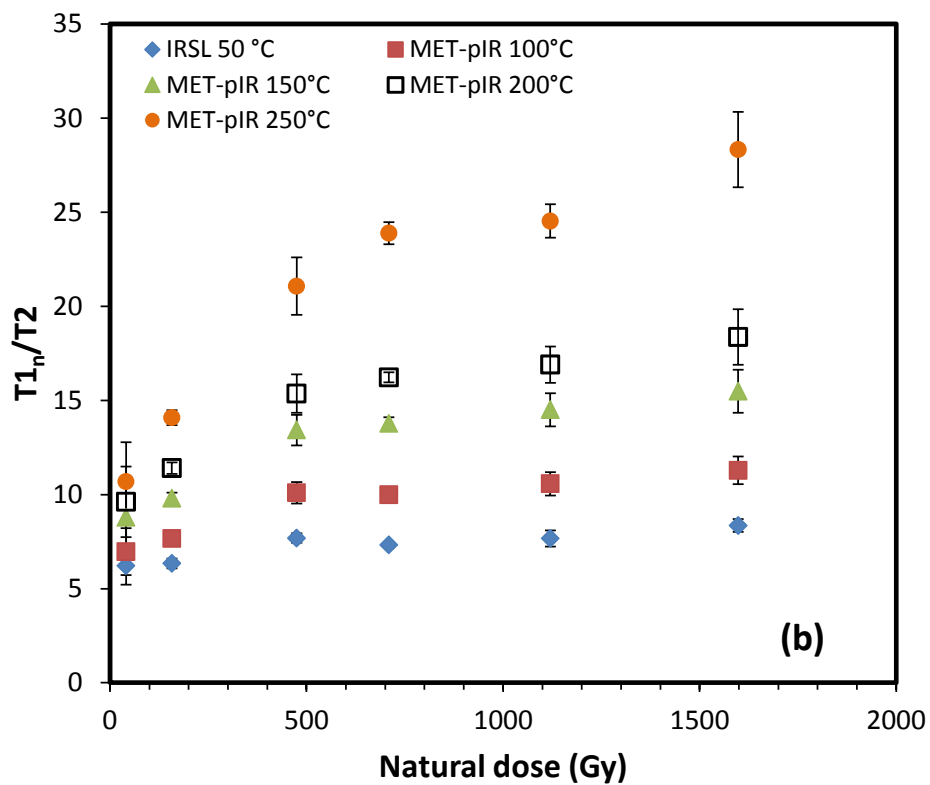 35
30
25
20
15
10
5
0
T1ₙ/T2
IRSL 50 °C
MET-pIR 100°C
MET-pIR 150°C
MET-pIR 200°C
MET-pIR 250°C
(b)
0
500
1000
1500
2000
Natural dose (Gy)